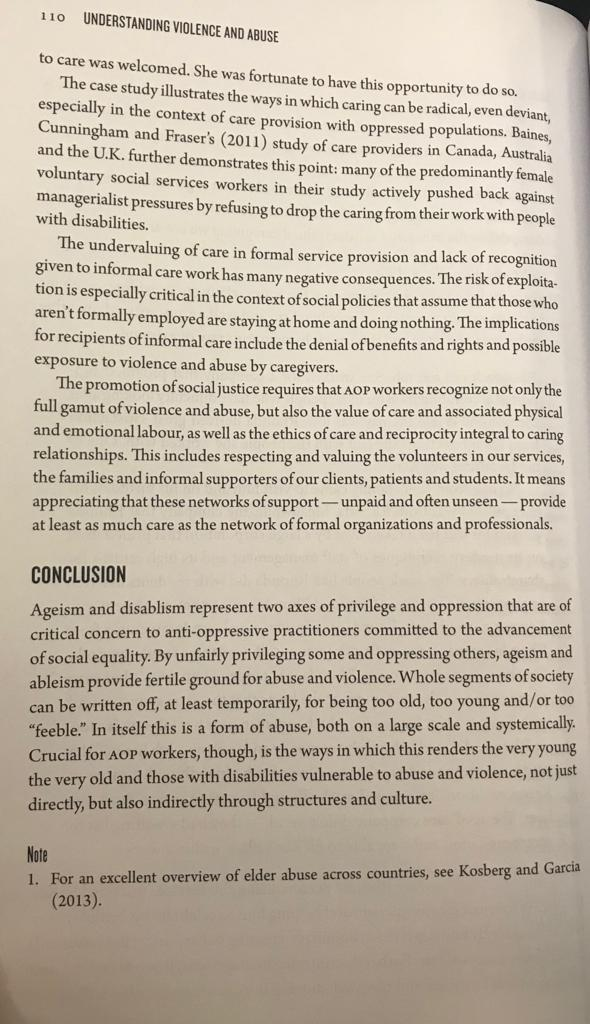 110 UNDERSTANDING VIOLENCE AND ABUSE
to care was welcomed. She was fortunate to have this opportunity to do so.
The case study illustrates the ways in which caring can be radical, even deviant,
especially in the context of care provision with oppressed populations. Baines,
Cunningham and Fraser's (2011) study of care providers in Canada, Australia
and the U.K. further demonstrates this point: many of the predominantly female
voluntary social services workers in their study actively pushed back against
managerialist pressures by refusing to drop the caring from their work with people
with disabilities.
The undervaluing of care in formal service provision and lack of recognition
given to informal care work has many negative consequences. The risk of exploita-
tion is especially critical in the context of social policies that assume that those who
aren't formally employed are staying at home and doing nothing. The implications
for recipients of informal care include the denial of benefits and rights and possible
exposure to violence and abuse by caregivers.
The promotion of social justice requires that AOP workers recognize not only the
full gamut of violence and abuse, but also the value of care and associated physical
and emotional labour, as well as the ethics of care and reciprocity integral to caring
relationships. This includes respecting and valuing the volunteers in our services,
the families and informal supporters of our clients, patients and students. It means
appreciating that these networks of support — unpaid and often unseen — provide
at least as much care as the network of formal organizations and professionals.
CONCLUSION
Ageism and disablism represent two axes of privilege and oppression that are of
critical concern to anti-oppressive practitioners committed to the advancement
of social equality. By unfairly privileging some and oppressing others, ageism and
ableism provide fertile ground for abuse and violence. Whole segments of society
can be written off, at least temporarily, for being too old, too young and/or too
"feeble." In itself this is a form of abuse, both on a large scale and systemically.
Crucial for AOP workers, though, is the ways in which this renders the very young
the very old and those with disabilities vulnerable to abuse and violence, not just
directly, but also indirectly through structures and culture.
Note
1. For an excellent overview of elder abuse across countries, see Kosberg and Garcia
(2013).